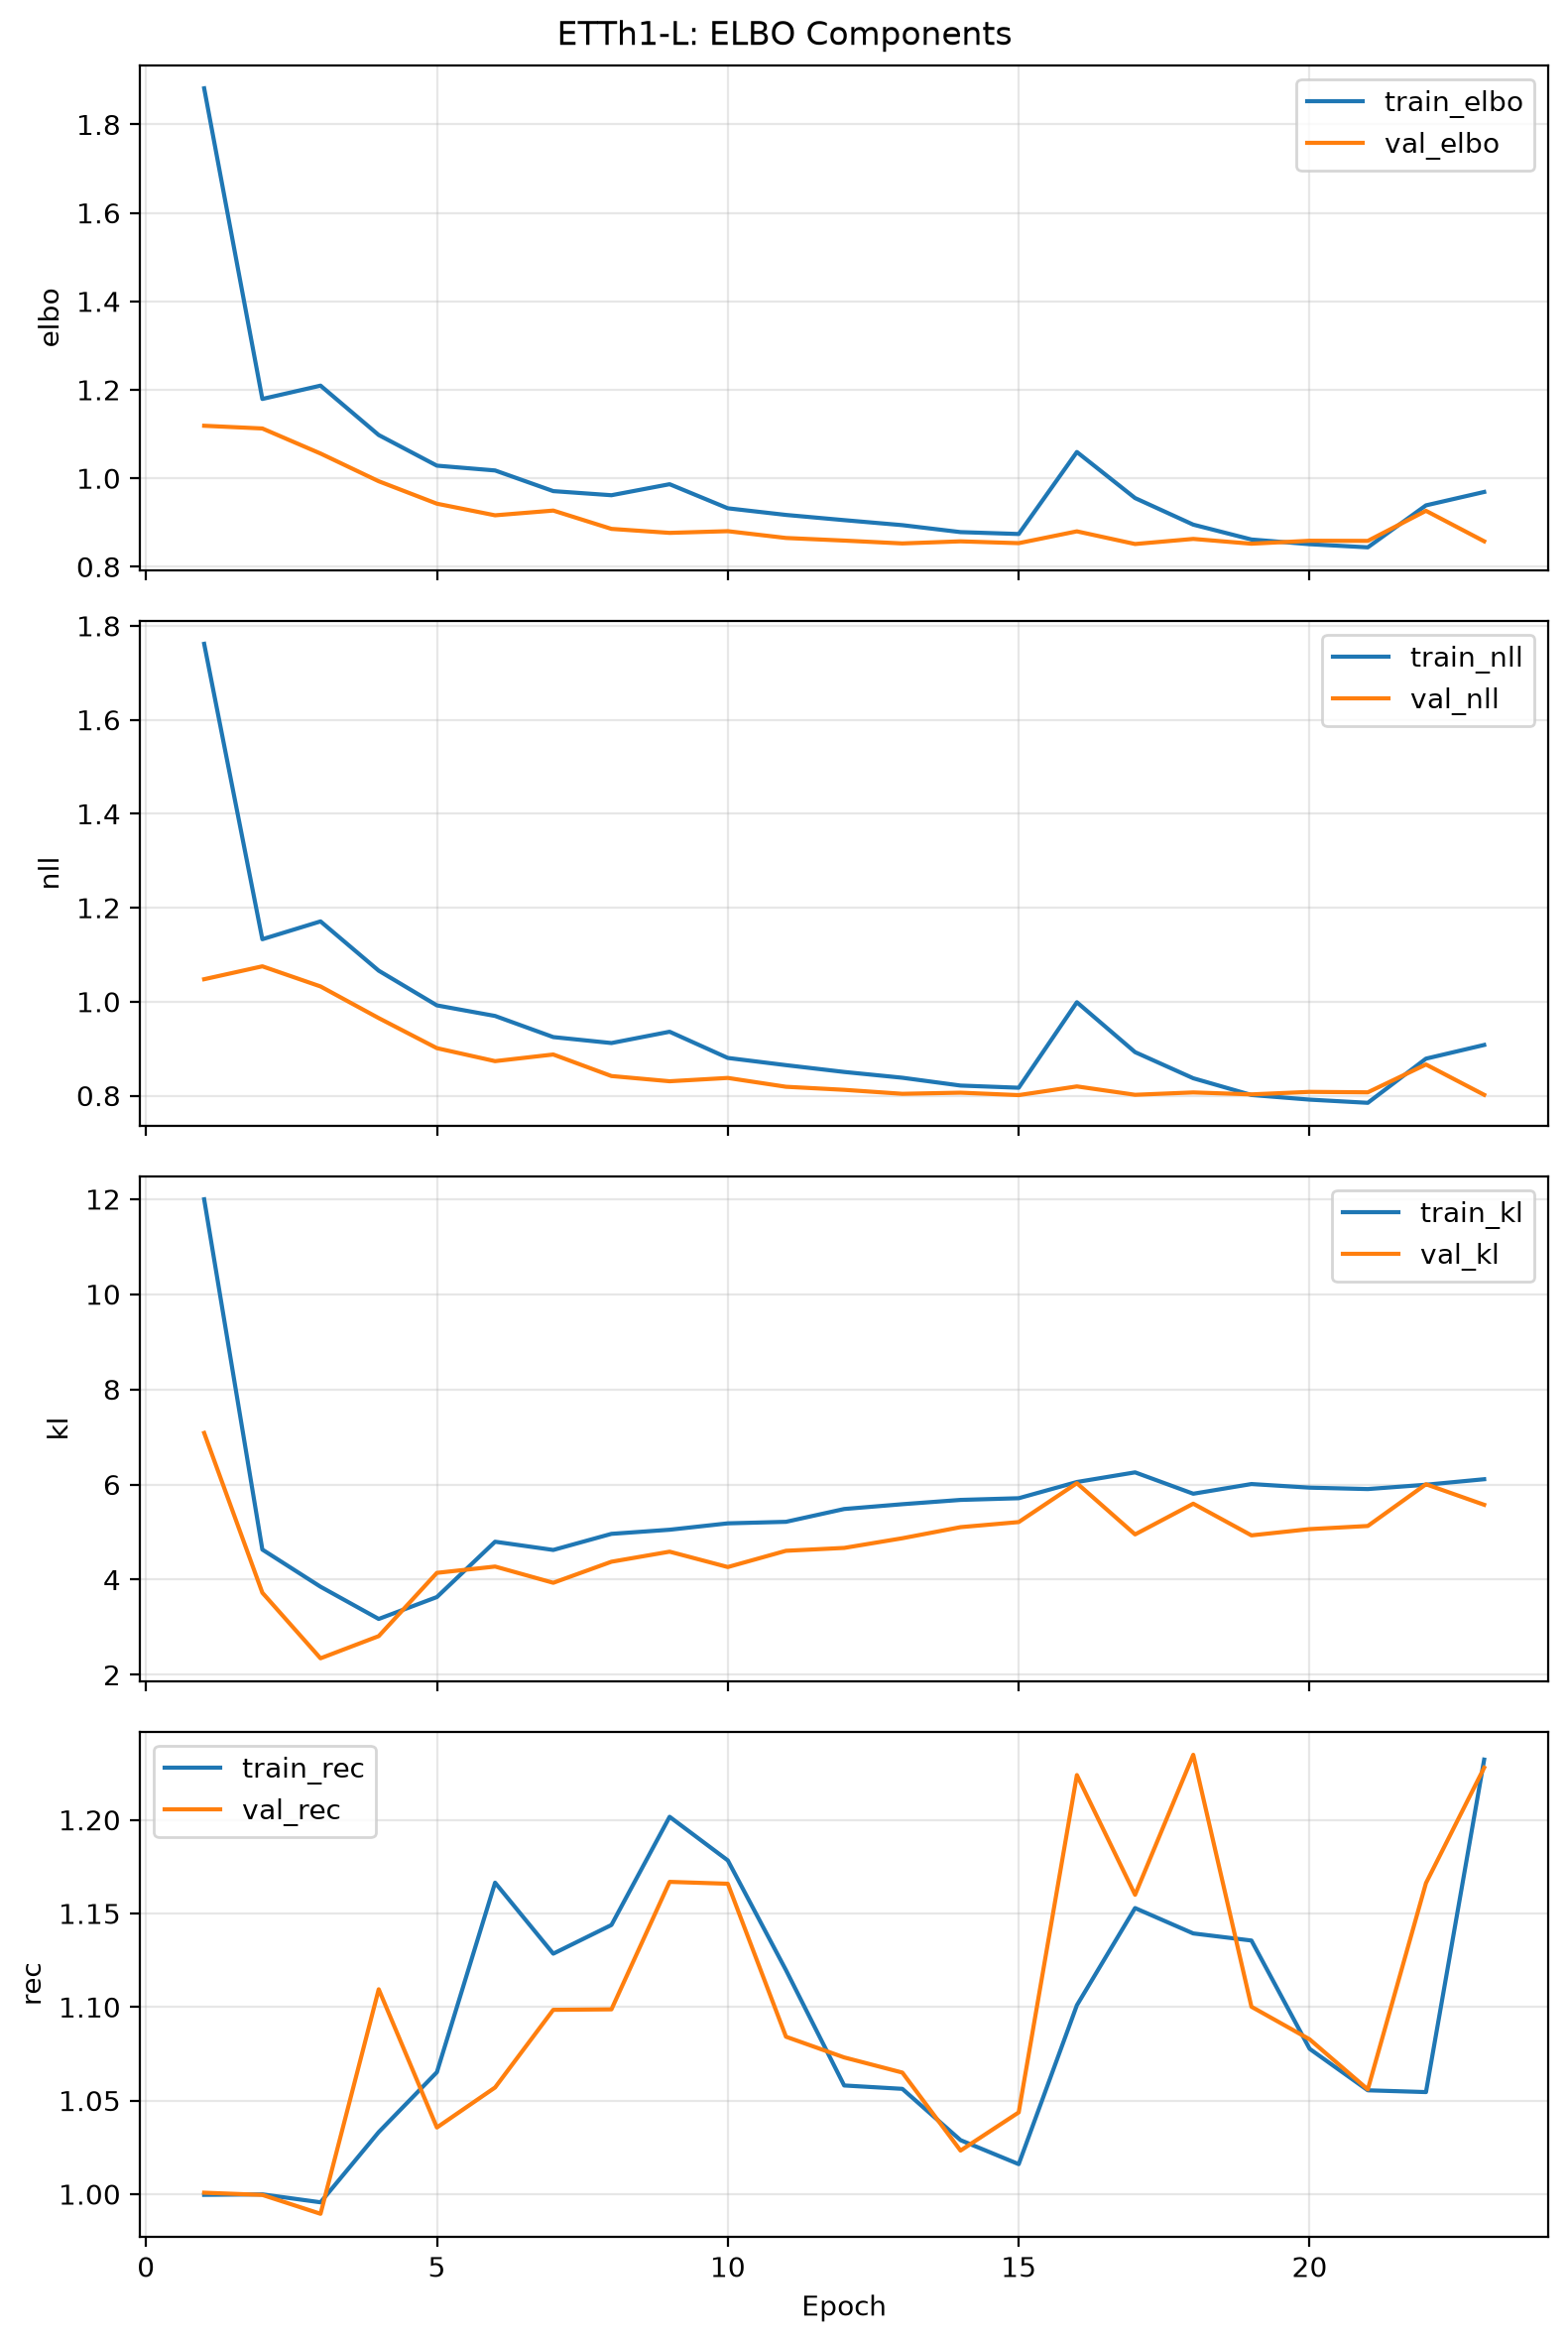 ETTh1-L: ELBO Components
train_elbo
val_elbo
1.8
1.6
1.4
1.2
1.0
0.8
elbo
train_nll
val_nll
1.8
1.6
1.4
1.2
1.0
0.8
nll
train_kl
val_kl
12
10
8
6
4
2
kl
train_rec
val_rec
1.20
1.15
1.10
1.05
1.00
rec
0 5 10 15 20
Epoch